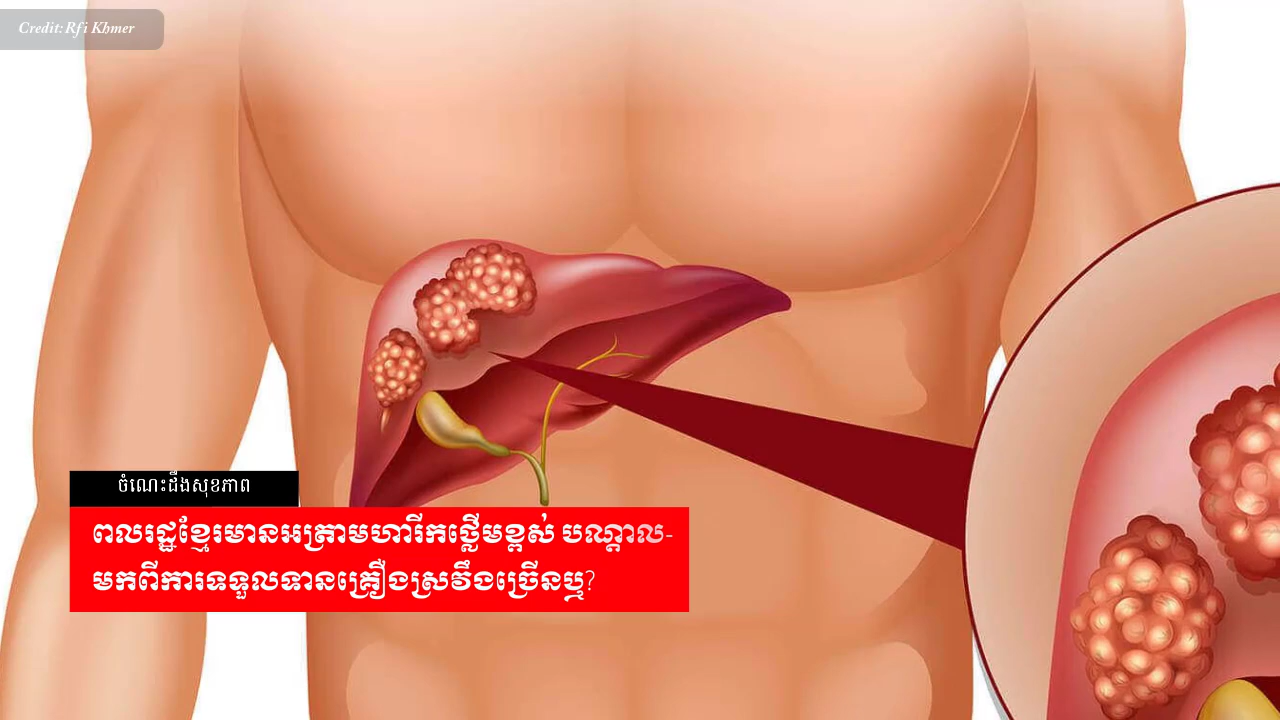 Credit: Rfi Khmer
ចំណេះដឹងសុខភាព
ពលរដ្ឋខ្មែរមានអត្រាមហារីកថ្លើមខ្ពស់ បណ្តាល-
មកពីការទទួលទានគ្រឿងស្រវឹងច្រើនឬ?